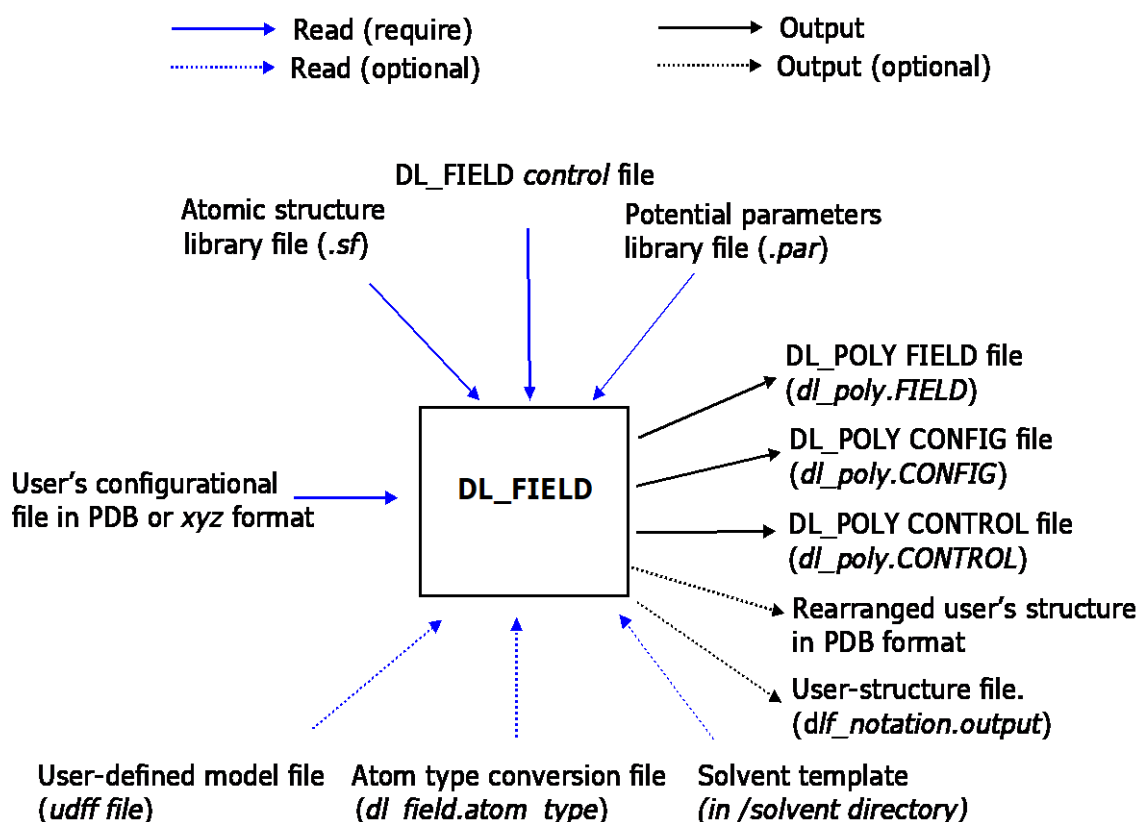 Read (require)
Output
Read (optional)
Output (optional)
DL_FIELD control file
Atomic structure
library file (.sf)
Potential parameters
library file (.par)
DL_POLY FIELD file
(dl_poly.FIELD)
DL_POLY CONFIG file
(dl_poly.CONFIG)
User's configurational
file in PDB or xyz format
DL_FIELD
DL_POLY CONTROL file
(dl_poly.CONTROL)
Rearranged user's structure
in PDB format
User-structure file.
(dlf_notation.output)
User-defined model file
(udff file)
Atom type conversion file
(dl_field.atom_type)
Solvent template
(in /solvent directory)